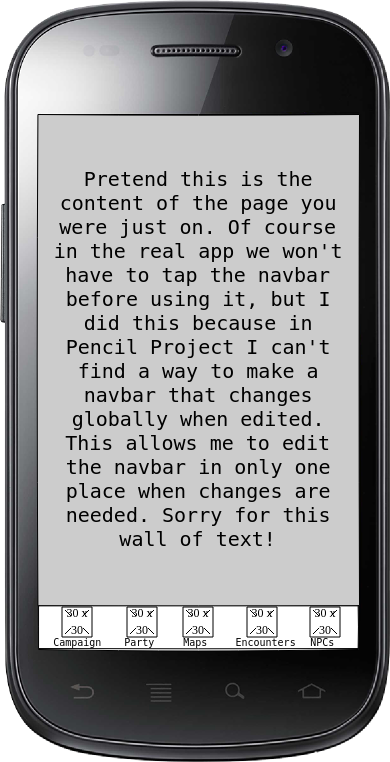 Pretend this is the
content of the page you
were just on. Of course
in the real app we won't
have to tap the navbar
before using it, but I
did this because in
Pencil Project I can't
find a way to make a
navbar that changes
globally when edited.
This allows me to edit
the navbar in only one
place when changes are
needed. Sorry for this
wall of text!
30 x 30 x 30 x 30 x 30 x
30 30 30 30 30
Campaign Party Maps Encounters NPCs